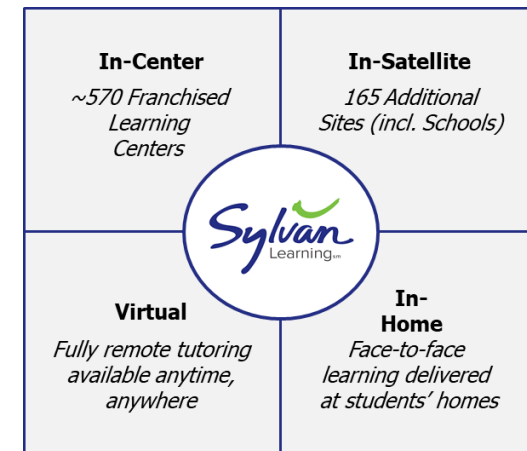 In-Center
~570 Franchised
Learning
Centers
In-Satellite
165 Additional
Sites (incl. Schools)
Sylvan
Learning℠
Virtual
Fully remote tutoring
available anytime,
anywhere
In-
Home
Face-to-face
learning delivered
at students’ homes